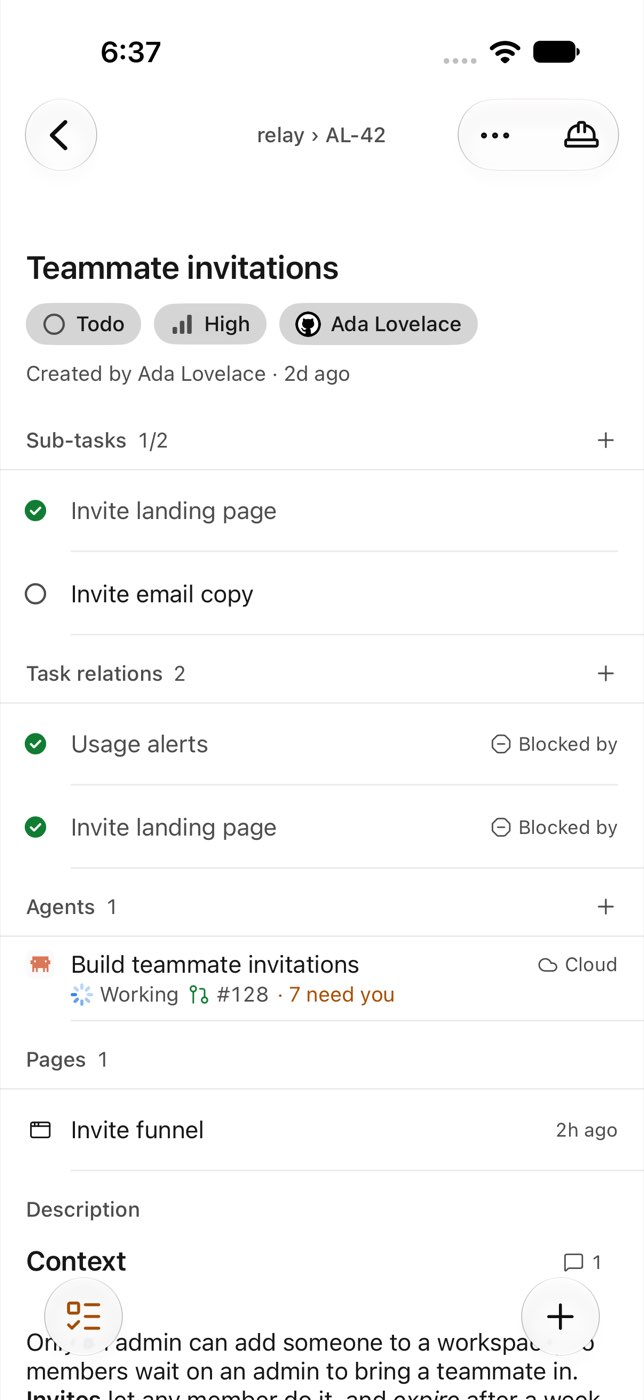 6:37
relay › AL-42
Teammate invitations
Todo High Ada Lovelace
Created by Ada Lovelace · 2d ago
Sub-tasks 1/2
Invite landing page
Invite email copy
Task relations 2
Usage alerts Blocked by
Invite landing page Blocked by
Agents 1
Build teammate invitations Cloud
Working #128 · 7 need you
Pages 1
Invite funnel 2h ago
Description
Context 1
admin can add someone to a
members wait on an admin to bring a teammate in.
Invites let any member do it, and expire after a week